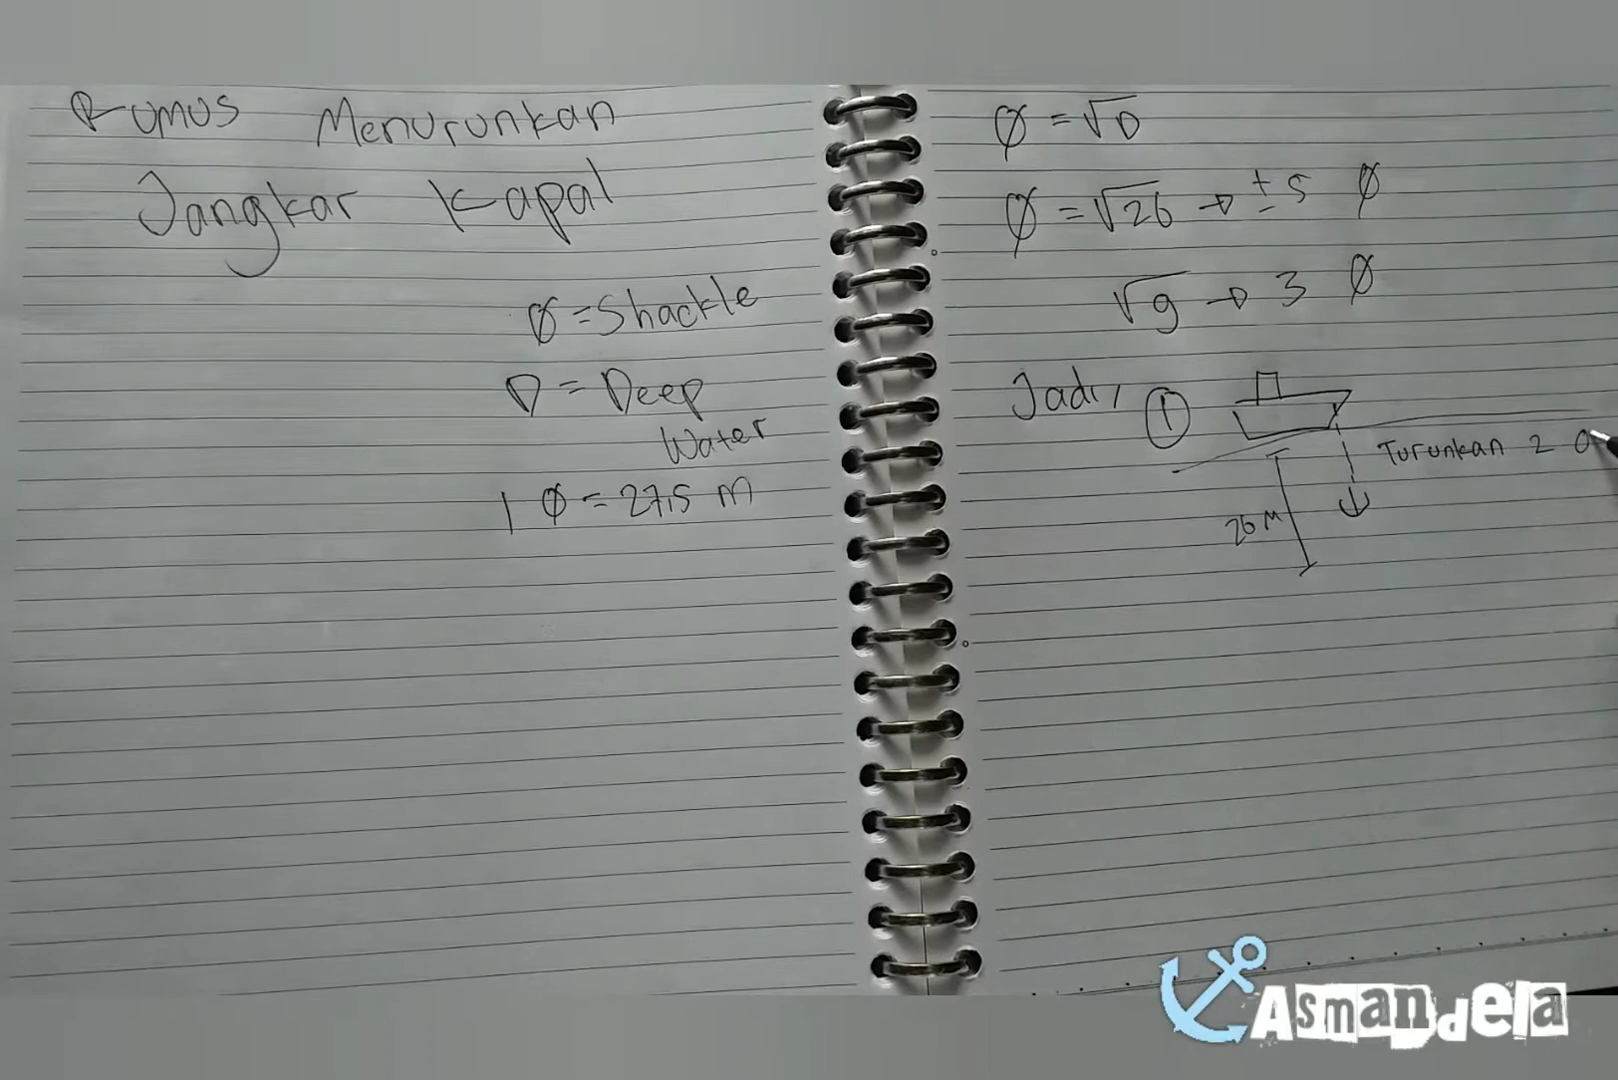 Rumus Menurunkan
Jangkar Kapal
Ø = Shackle
D = Deep
Water
1 Ø = 27,5 m
Ø = √D
Ø = √26 → ± 5 Ø
√9 → 3 Ø
Jadi, ①
Turunkan 2
26 M
Asmandela